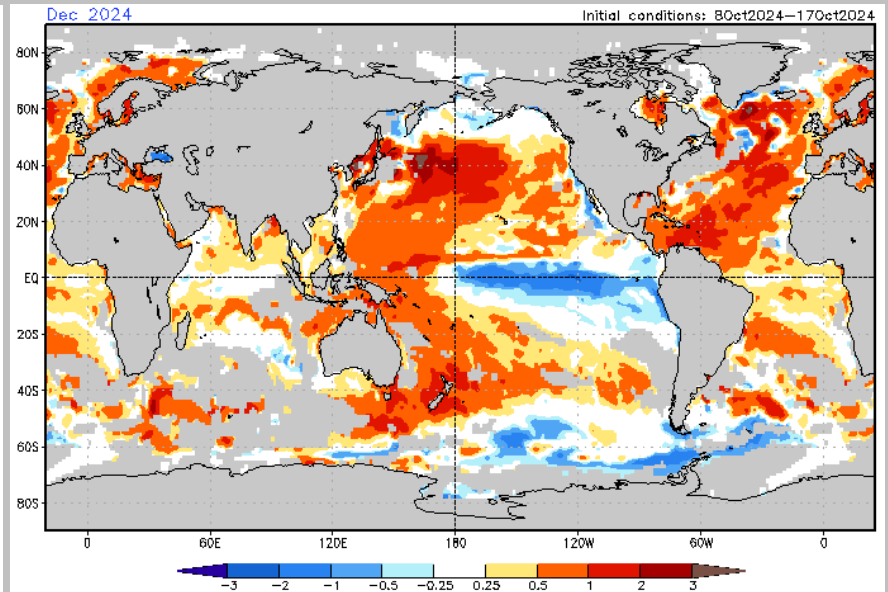 Dec 2024
Initial conditions: 8Oct2024–17Oct2024
80N
60N
40N
20N
EQ
20S
40S
60S
80S
0 60E 120E 180 120W 60W 0
-3 -2 -1 -0.5 -0.25 0.25 0.5 1 2 3